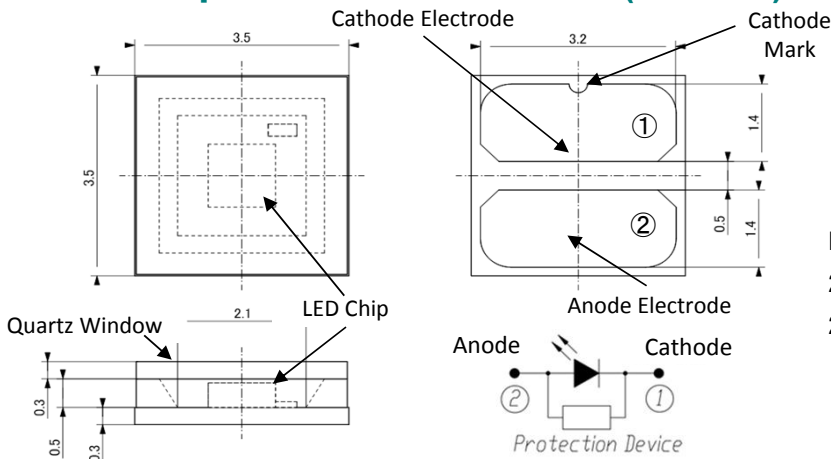 Cathode Electrode
Cathode
Mark
3.5
3.2
①
1.4
3.5
0.5
②
1.4
Anode Electrode
LED Chip
Quartz Window
2.1
Anode
Cathode
0.3
②
①
0.5
0.3
Protection Device